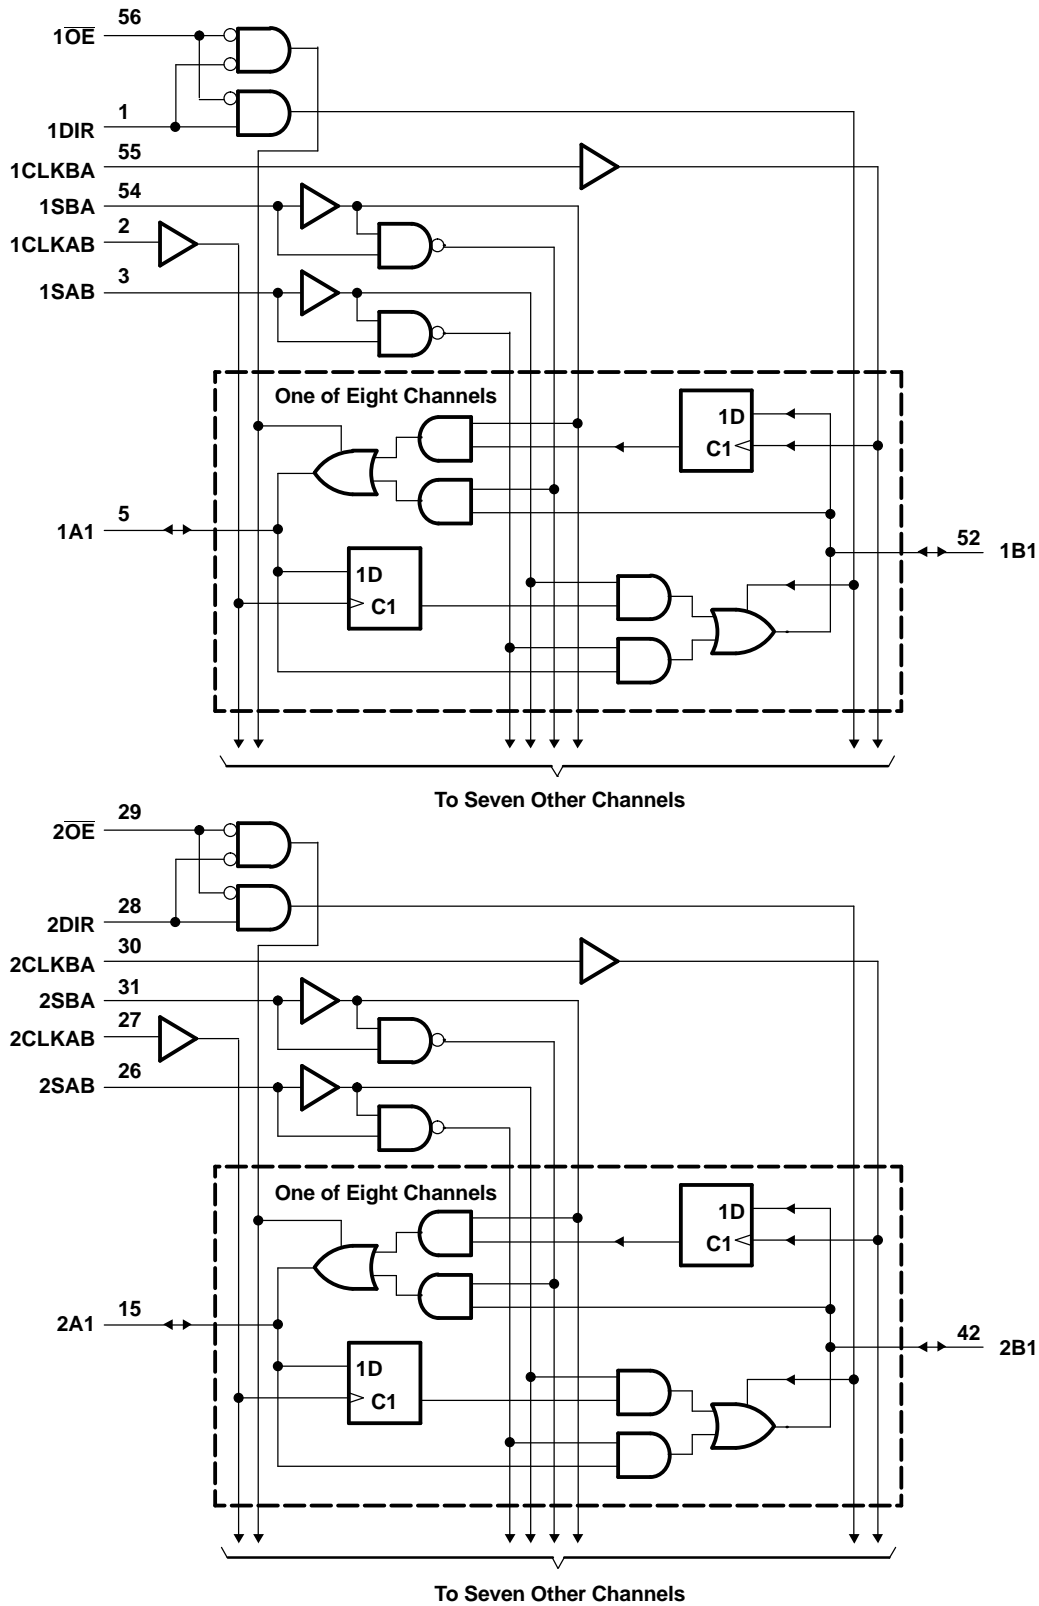 56
1O̅E̅
1
1DIR
55
1CLKBA
54
1SBA
2
1CLKAB
3
1SAB
One of Eight Channels
1D
C1
5
1A1
52
1B1
1D
C1
To Seven Other Channels
29
2O̅E̅
28
2DIR
30
2CLKBA
31
2SBA
27
2CLKAB
26
2SAB
One of Eight Channels
1D
C1
15
2A1
42
2B1
1D
C1
To Seven Other Channels